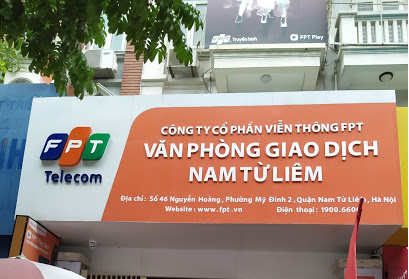 FPT Truyền hình
FPT Play
FPT
Telecom
CÔNG TY CỔ PHẦN VIỄN THÔNG FPT
VĂN PHÒNG GIAO DỊCH
NAM TỪ LIÊM
Địa chỉ: Số 46 Nguyễn Hoàng, Phường Mỹ Đình 2, Quận Nam Từ Liêm, Hà Nội
Website: www.fpt.vn Điện thoại: 1900.6600